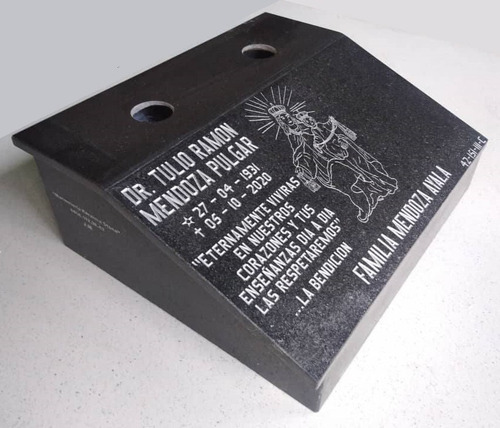 DR. TULIO RAMON
MENDOZA PULGAR
☆ 27 - 04 - 1931
✝ 05 - 10 - 2020
"ETERNAMENTE VIVIRAS
EN NUESTROS
CORAZONES Y TUS
ENSEÑANZAS DIA A DIA
LAS RESPETAREMOS"
...LA BENDICION
FAMILIA MENDOZA AYALA